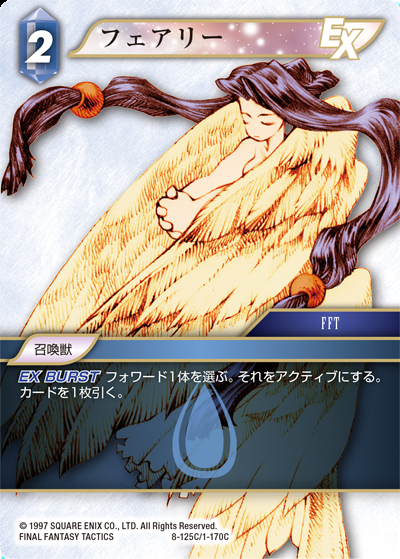 2
フェアリー
EX
FFT
召喚獣
EX BURST フォワード1体を選ぶ。それをアクティブにする。
カードを1枚引く。
© 1997 SQUARE ENIX CO., LTD. All Rights Reserved.
FINAL FANTASY TACTICS 8-125C/1-170C